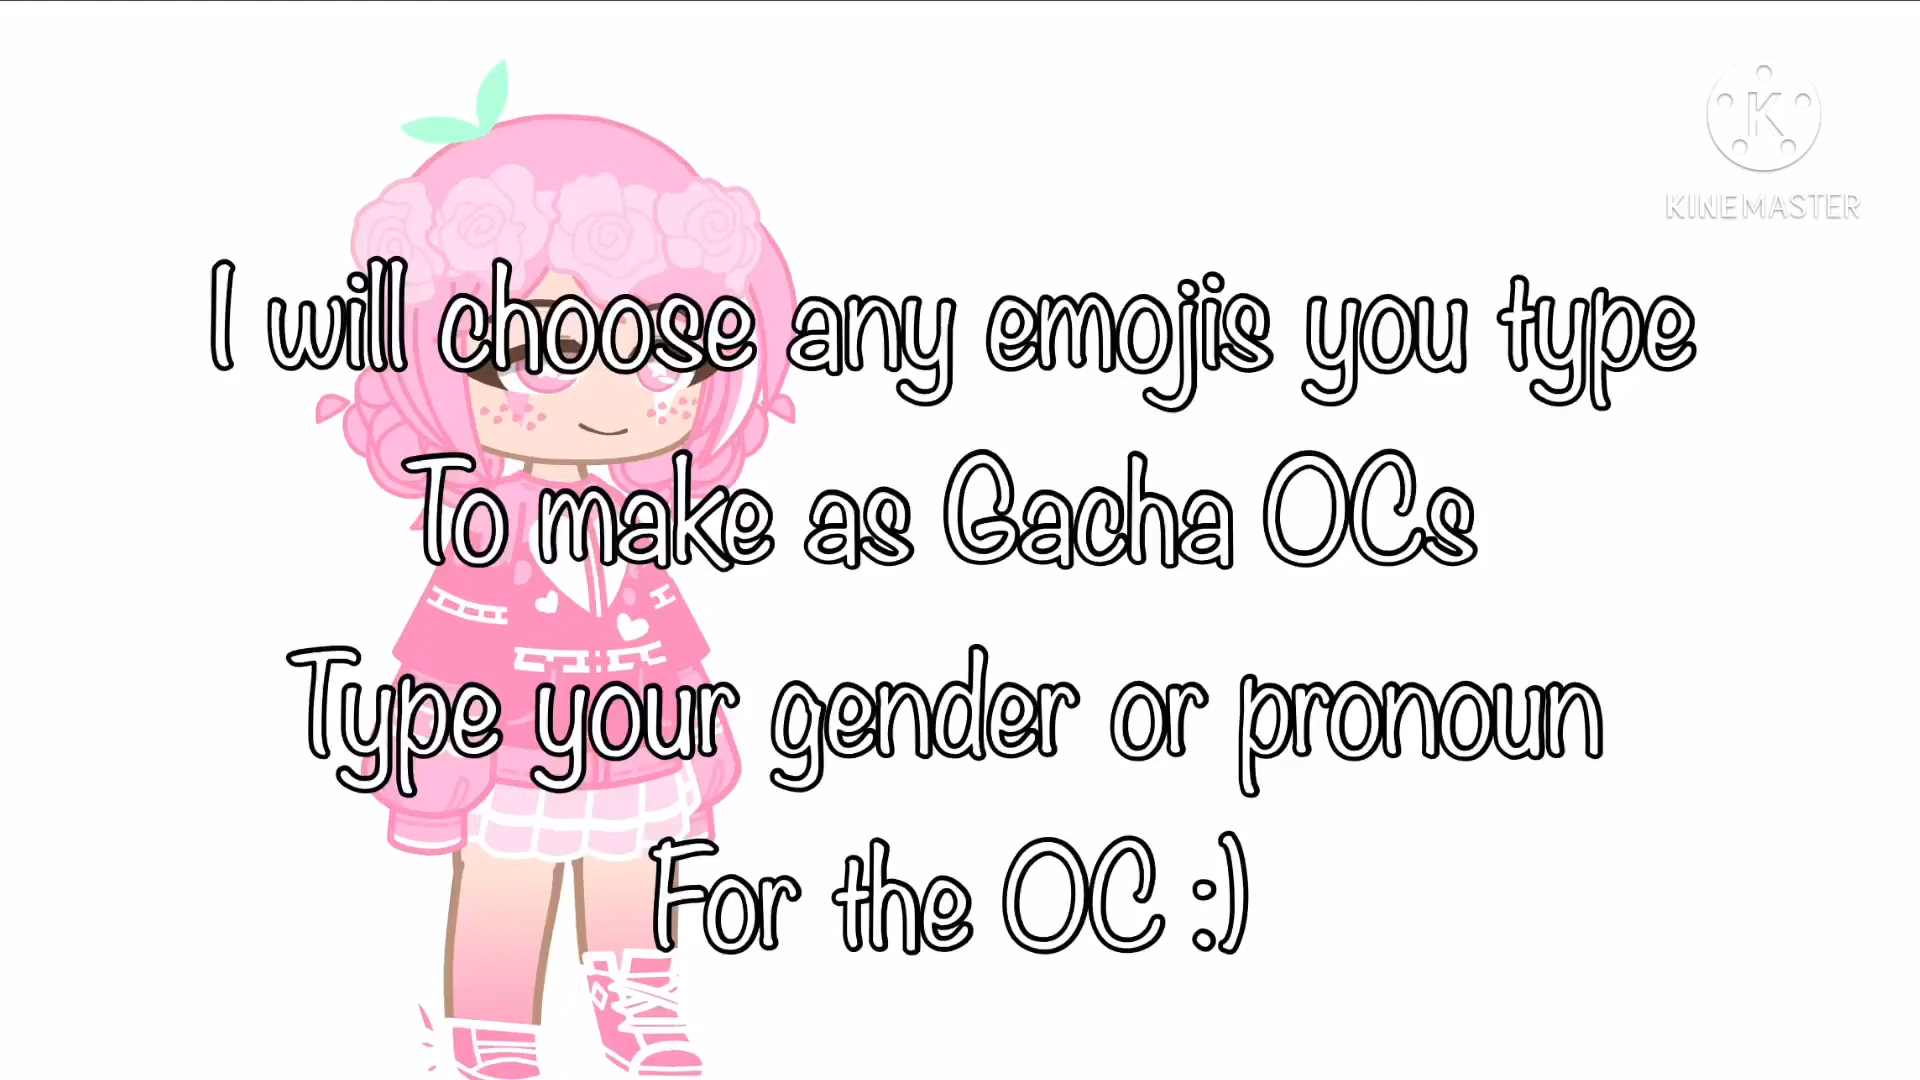 K
KINEMASTER
I will choose any emojis you type
To make as Gacha OCs
Type your gender or pronoun
For the OC :)